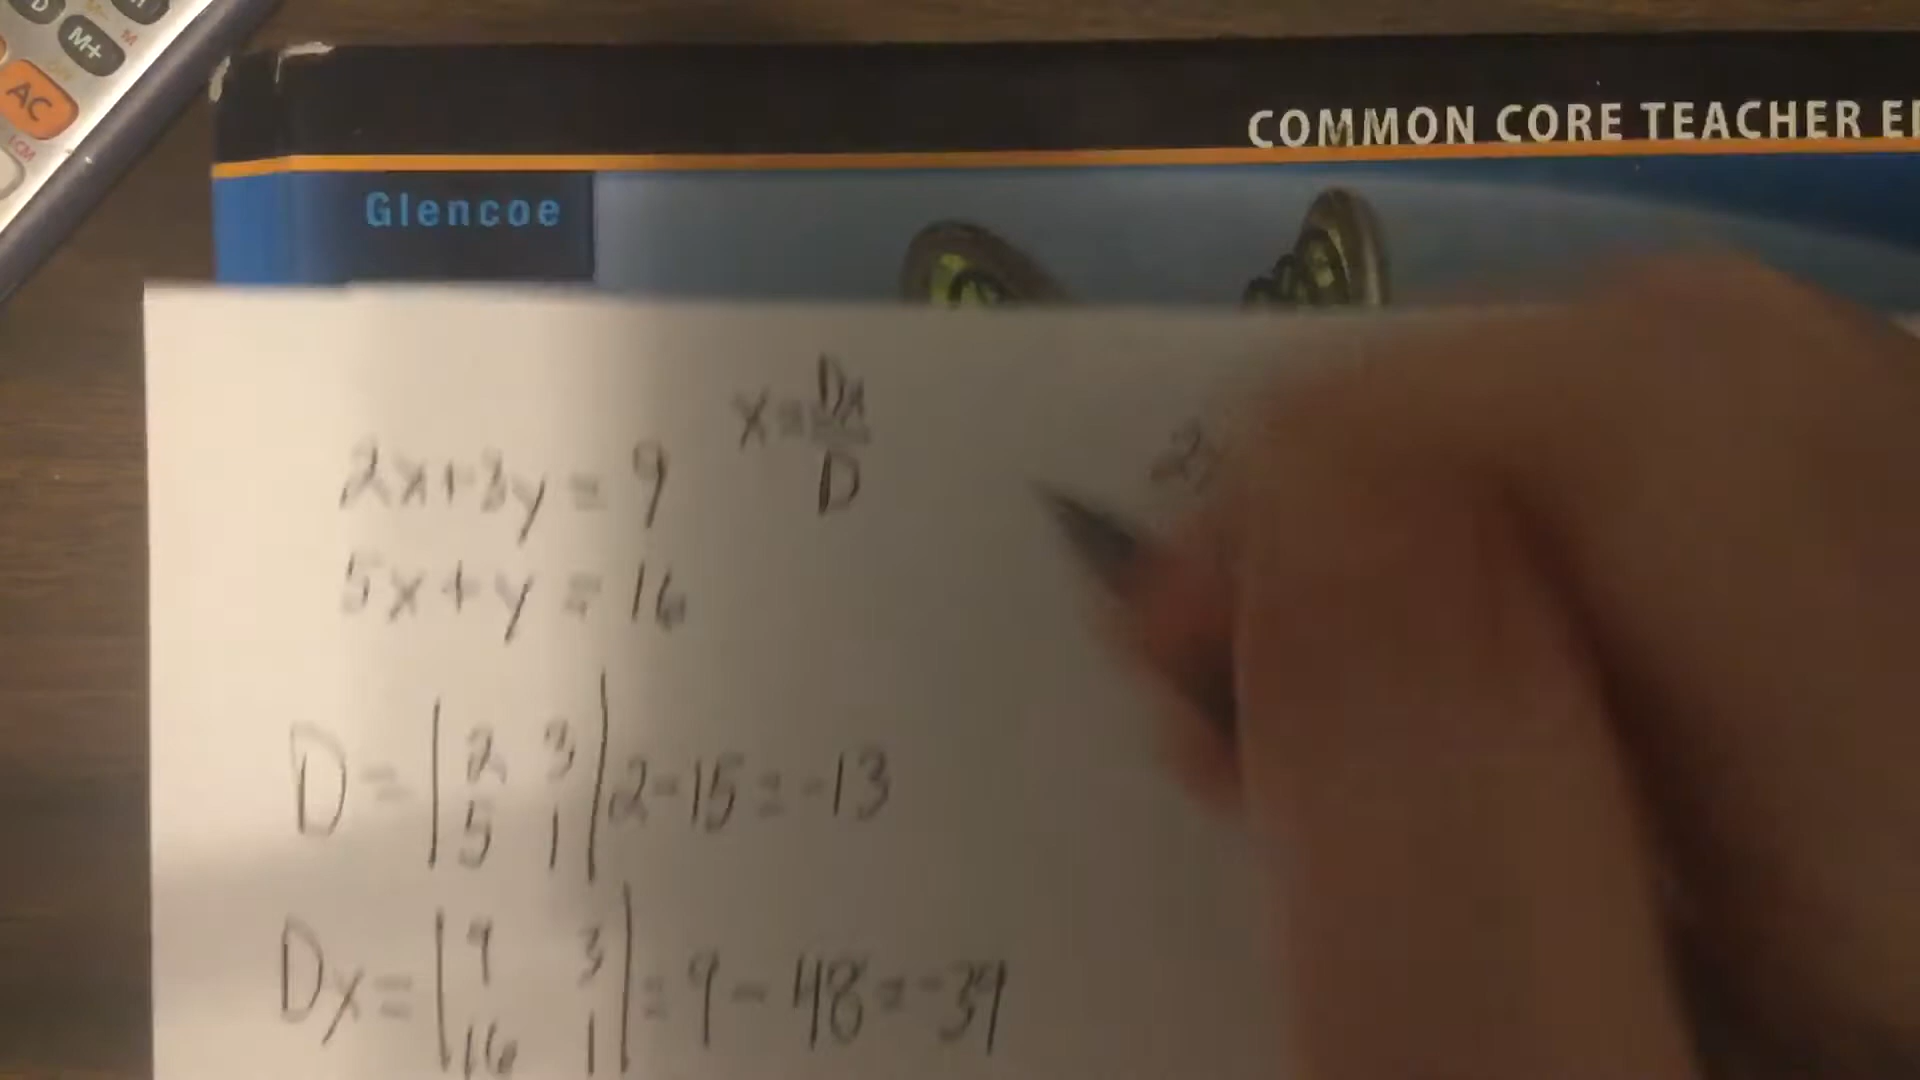 M+
AC
COMMON CORE TEACHER
Glencoe
x = Dx
D
2x+3y = 9
5x+y = 16
D = | 2 3 | 2-15 = -13
5 1
Dx = | 9 3 | = 9 - 48 = -39
16 1